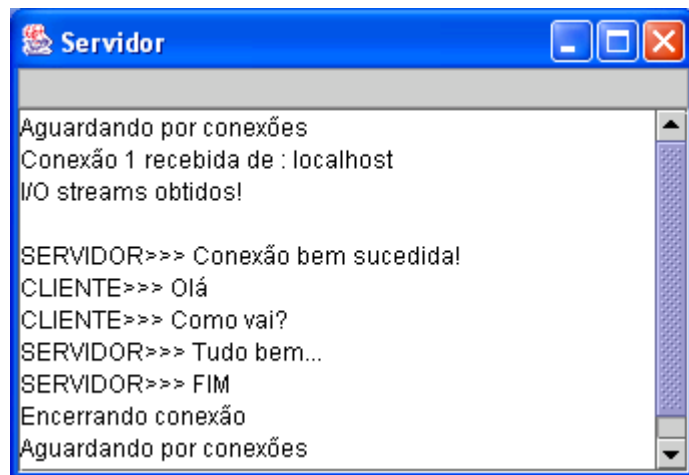 Servidor
Aguardando por conexões
Conexão 1 recebida de : localhost
I/O streams obtidos!
SERVIDOR>>> Conexão bem sucedida!
CLIENTE>>> Olá
CLIENTE>>> Como vai?
SERVIDOR>>> Tudo bem...
SERVIDOR>>> FIM
Encerrando conexão
Aguardando por conexões